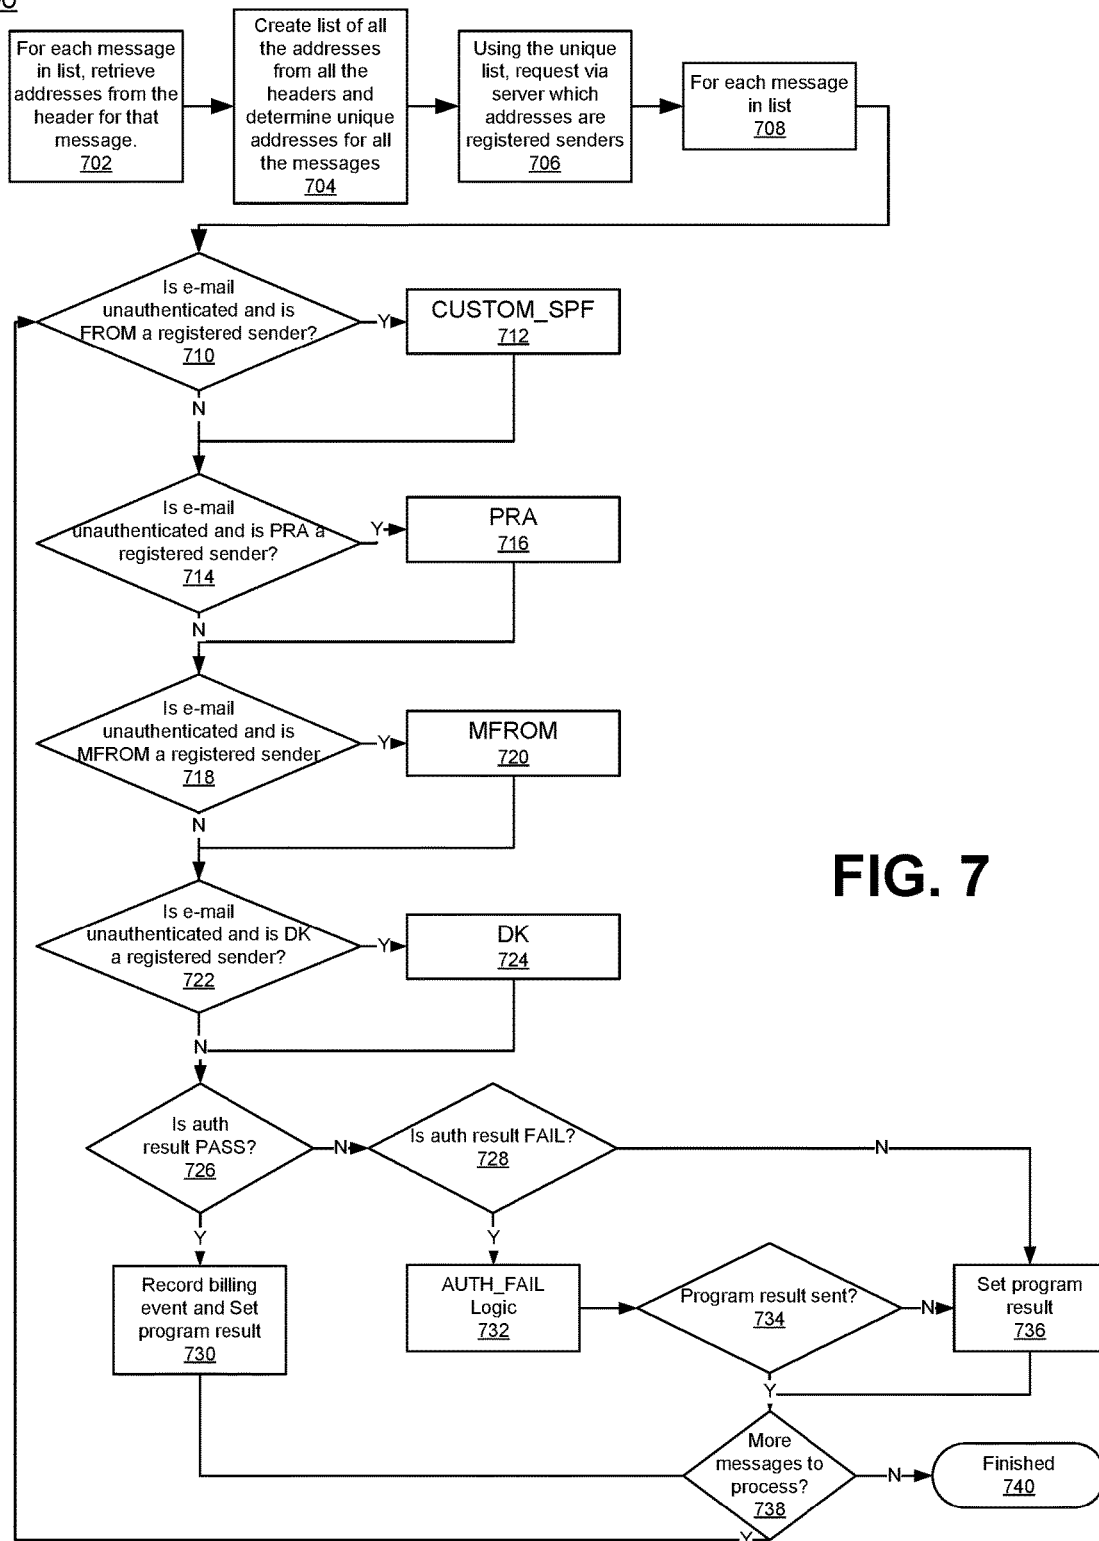 For each message
in list, retrieve
addresses from the
header for that
message.
702
Create list of all
the addresses
from all the
headers and
determine unique
addresses for all
the messages
704
Using the unique
list, request via
server which
addresses are
registered senders
706
For each message
in list
708
Is e-mail
unauthenticated and is
FROM a registered sender?
710
Y
CUSTOM_SPF
712
N
Is e-mail
unauthenticated and is PRA a
registered sender?
714
Y
PRA
716
N
Is e-mail
unauthenticated and is
MFROM a registered sender
718
Y
MFROM
720
N
FIG. 7
Is e-mail
unauthenticated and is DK
a registered sender?
722
Y
DK
724
N
Is auth
result PASS?
726
N
Is auth result FAIL?
728
N
Y
Y
Record billing
event and Set
program result
730
AUTH_FAIL
Logic
732
Program result sent?
734
N
Set program
result
736
Y
More
messages to
process?
738
N
Finished
740
Y